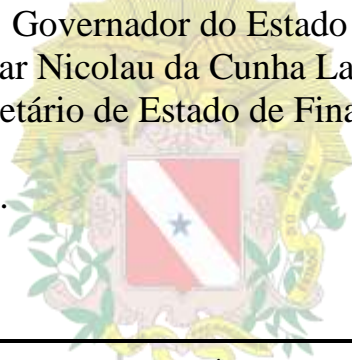 Governador do Estado
ar Nicolau da Cunha La
etário de Estado de Fina
.